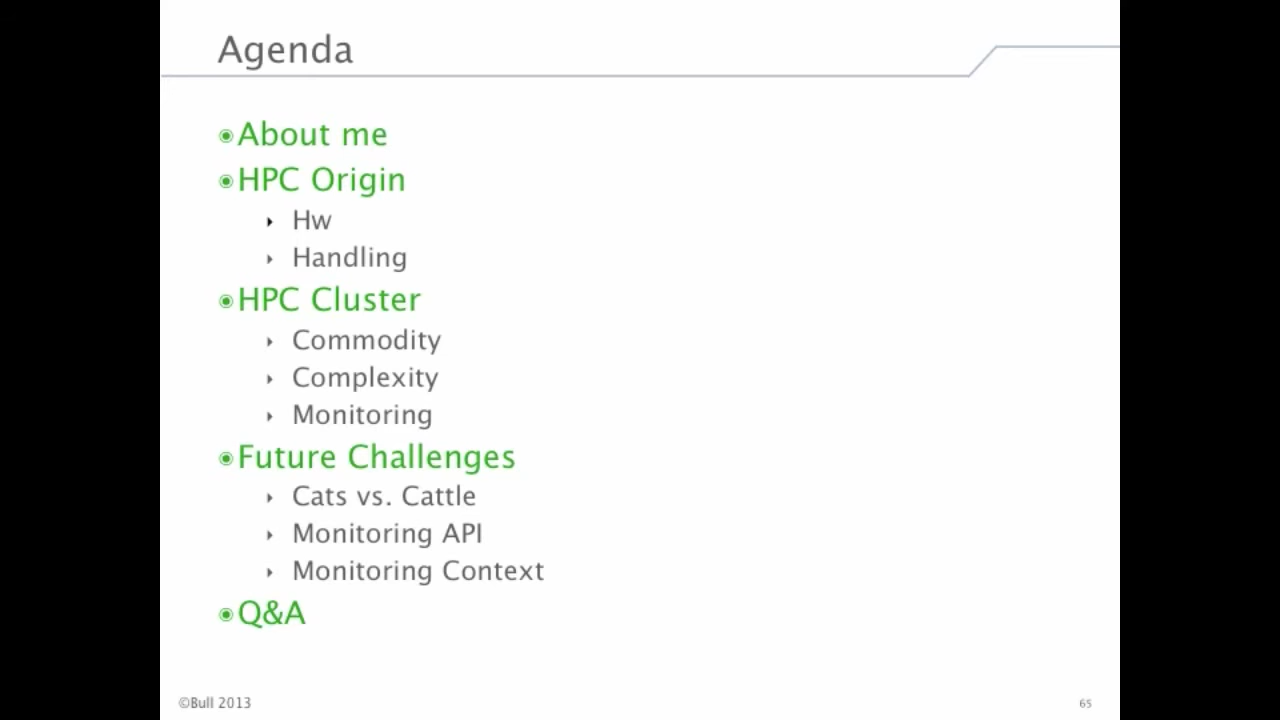 Agenda
About me
HPC Origin
Hw
Handling
HPC Cluster
Commodity
Complexity
Monitoring
Future Challenges
Cats vs. Cattle
Monitoring API
Monitoring Context
Q&A
©Bull 2013
65